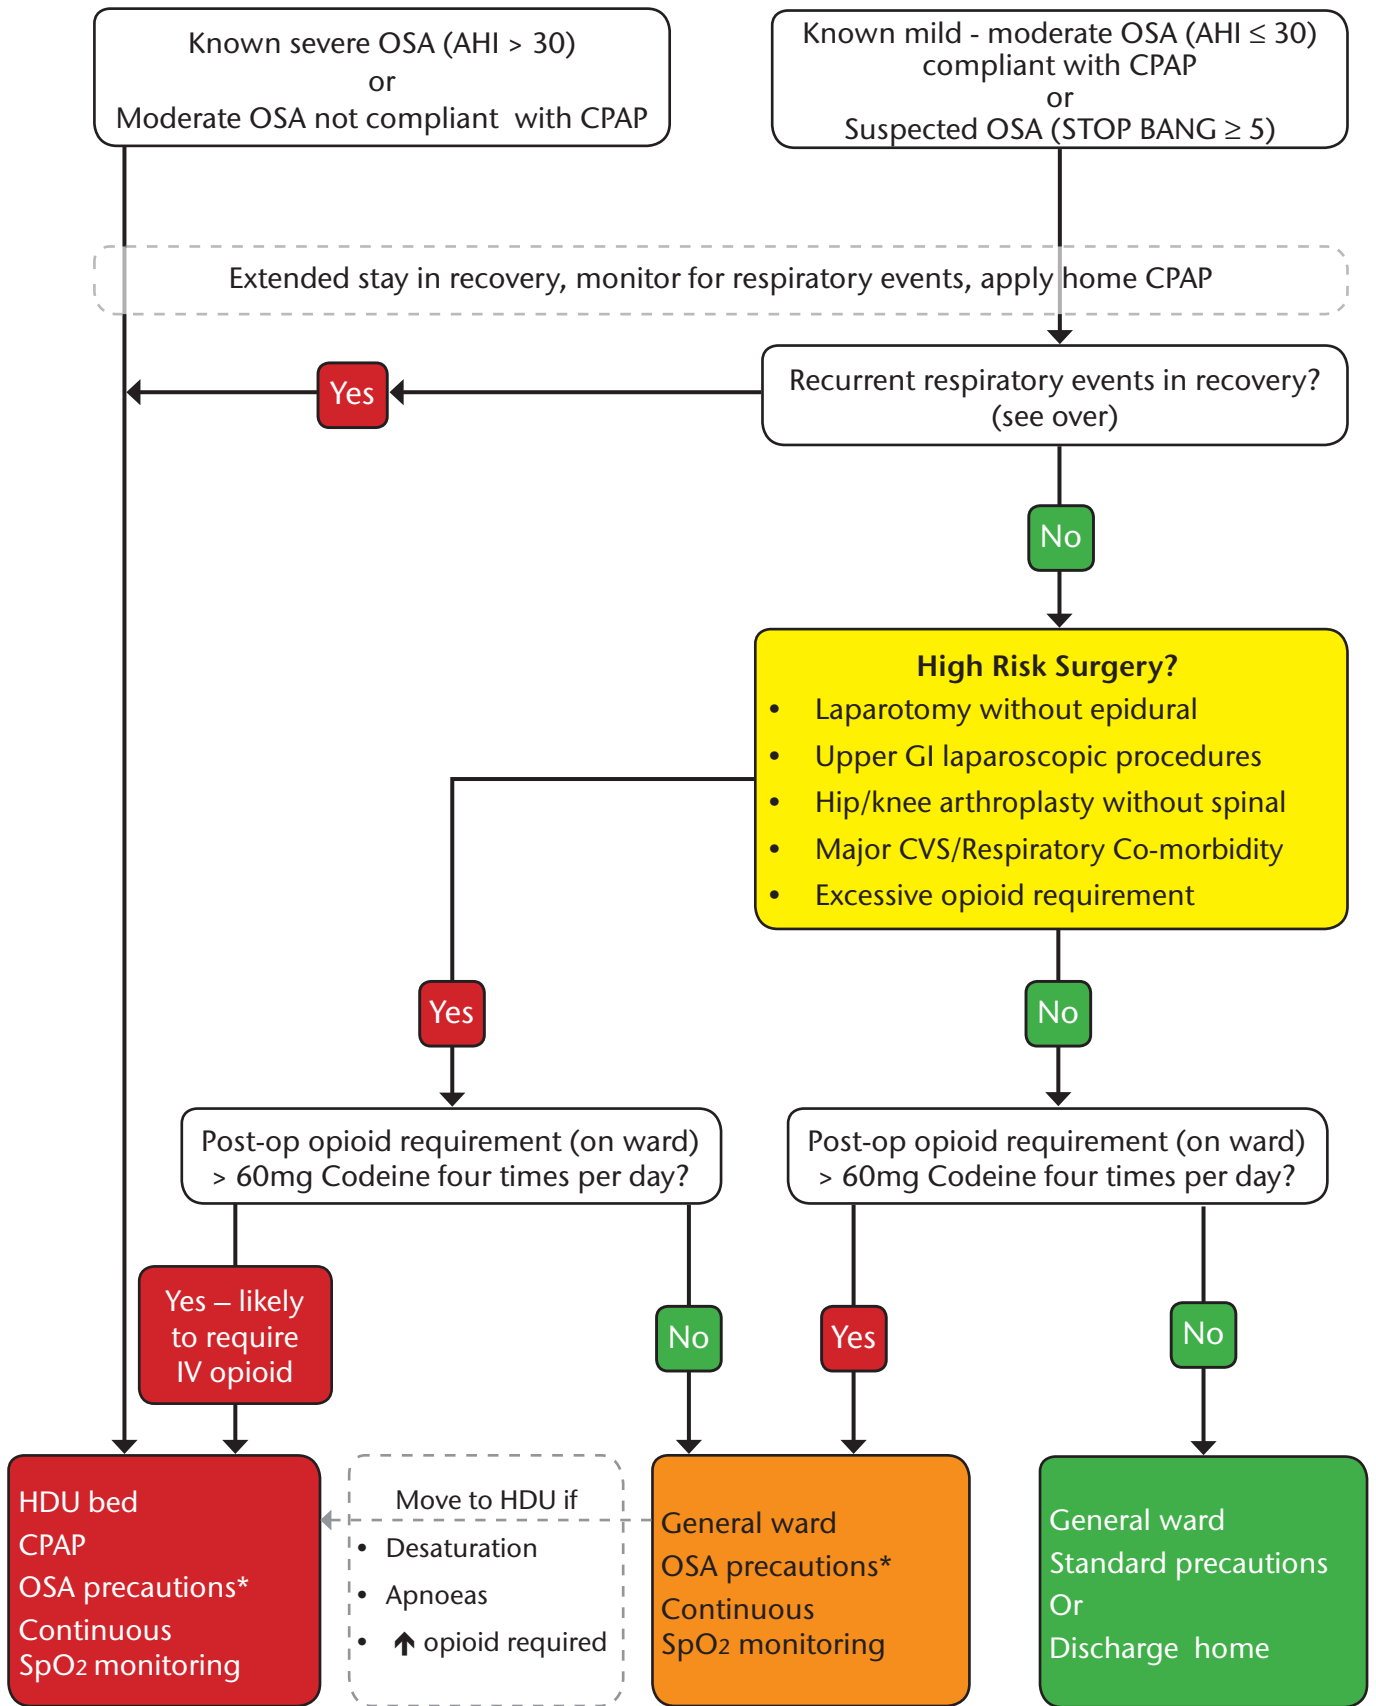 Known severe OSA (AHI > 30)
or
Moderate OSA not compliant with CPAP
Known mild - moderate OSA (AHI ≤ 30)
compliant with CPAP
or
Suspected OSA (STOP BANG ≥ 5)
Extended stay in recovery, monitor for respiratory events, apply home CPAP
Recurrent respiratory events in recovery?
(see over)
Yes
No
High Risk Surgery?
• Laparotomy without epidural
• Upper GI laparoscopic procedures
• Hip/knee arthroplasty without spinal
• Major CVS/Respiratory Co-morbidity
• Excessive opioid requirement
Yes
No
Post-op opioid requirement (on ward)
> 60mg Codeine four times per day?
Post-op opioid requirement (on ward)
> 60mg Codeine four times per day?
Yes – likely
to require
IV opioid
No
Yes
No
HDU bed
CPAP
OSA precautions*
Continuous
SpO2 monitoring
Move to HDU if
• Desaturation
• Apnoeas
• ↑ opioid required
General ward
OSA precautions*
Continuous
SpO2 monitoring
General ward
Standard precautions
Or
Discharge home